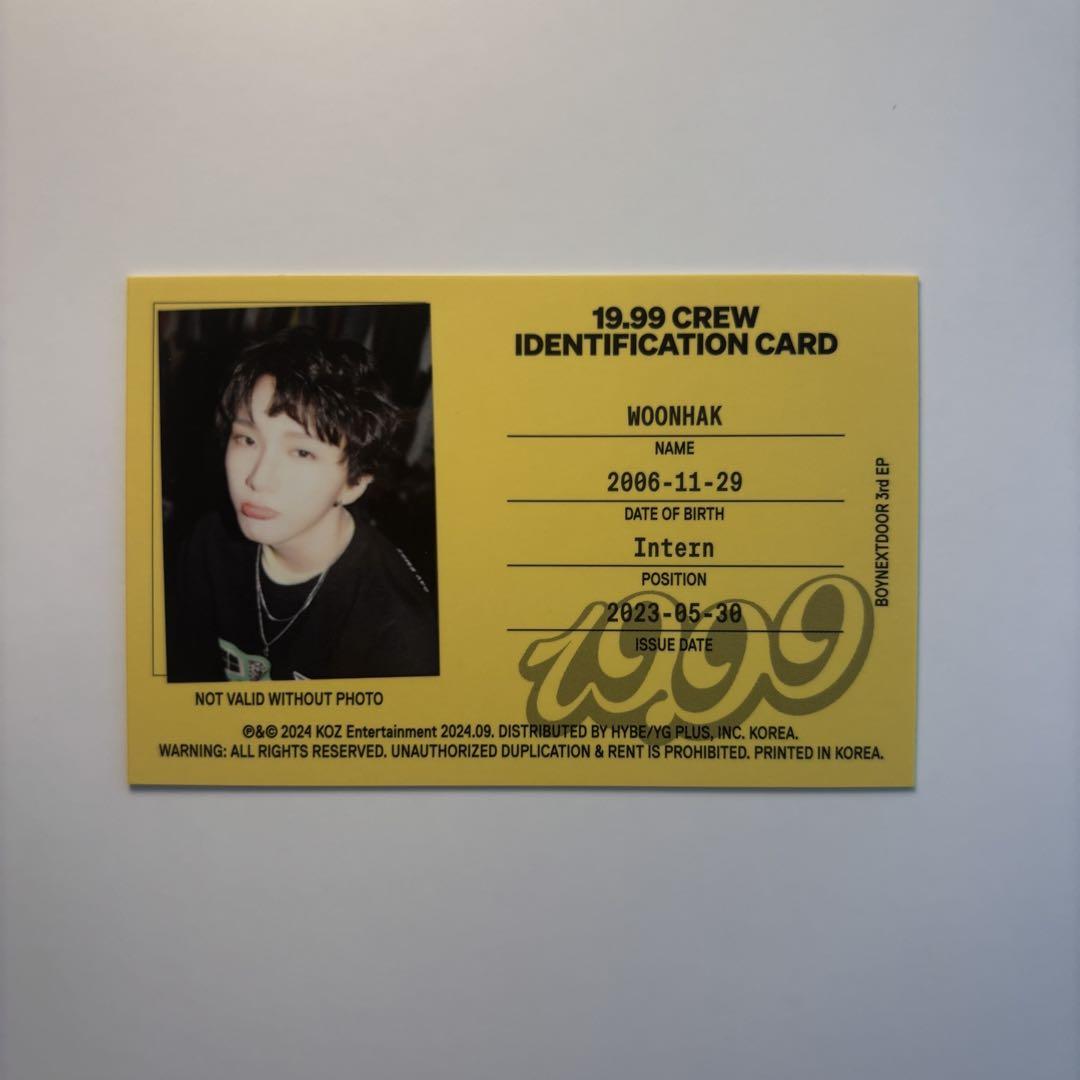 19.99 CREW
IDENTIFICATION CARD
WOONHAK
NAME
2006-11-29
DATE OF BIRTH
Intern
POSITION
2023-05-30
ISSUE DATE
19.99
BOYNEXTDOOR 3rd EP
NOT VALID WITHOUT PHOTO
℗&© 2024 KOZ Entertainment 2024.09. DISTRIBUTED BY HYBE/YG PLUS, INC. KOREA.
WARNING: ALL RIGHTS RESERVED. UNAUTHORIZED DUPLICATION & RENT IS PROHIBITED. PRINTED IN KOREA.